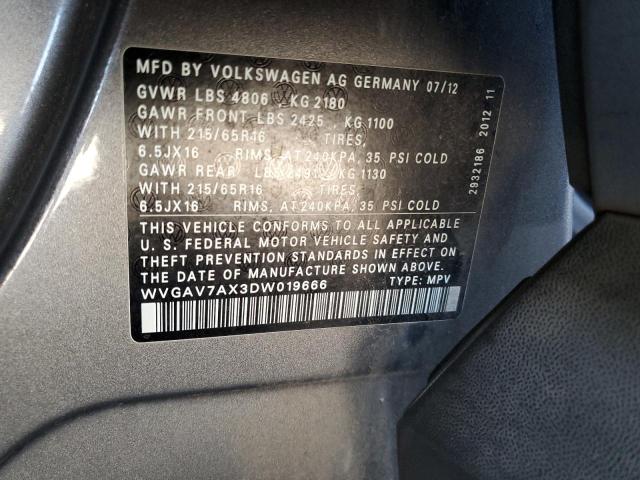 MFD BY VOLKSWAGEN AG GERMANY 07/12
GVWR LBS 4806 KG 2180
GAWR FRONT LBS 2425 KG 1100
WITH 215/65R16 TIRES,
6.5JX16 RIMS, AT 240KPA, 35 PSI COLD
GAWR REAR LBS 2491 KG 1130
WITH 215/65R16 TIRES,
6.5JX16 RIMS, AT 240KPA, 35 PSI COLD
THIS VEHICLE CONFORMS TO ALL APPLICABLE
U. S. FEDERAL MOTOR VEHICLE SAFETY AND
THEFT PREVENTION STANDARDS IN EFFECT ON
THE DATE OF MANUFACTURE SHOWN ABOVE.
WVGAV7AX3DW019666 TYPE: MPV
2932186 2012 11